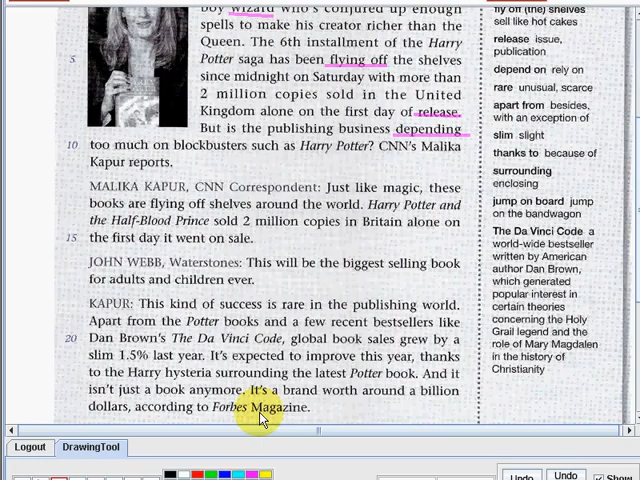 boy wizard who's conjured up enough
spells to make his creator richer than the
Queen. The 6th installment of the Harry
5 Potter saga has been flying off the shelves
since midnight on Saturday with more than
2 million copies sold in the United
Kingdom alone on the first day of release.
But is the publishing business depending
10 too much on blockbusters such as Harry Potter? CNN's Malika
Kapur reports.
MALIKA KAPUR, CNN Correspondent: Just like magic, these
books are flying off shelves around the world. Harry Potter and
the Half-Blood Prince sold 2 million copies in Britain alone on
15 the first day it went on sale.
JOHN WEBB, Waterstones: This will be the biggest selling book
for adults and children ever.
KAPUR: This kind of success is rare in the publishing world.
Apart from the Potter books and a few recent bestsellers like
20 Dan Brown's The Da Vinci Code, global book sales grew by a
slim 1.5% last year. It's expected to improve this year, thanks
to the Harry hysteria surrounding the latest Potter book. And it
isn't just a book anymore. It's a brand worth around a billion
dollars, according to Forbes Magazine.
fly off (the) shelves
sell like hot cakes
release issue,
publication
depend on rely on
rare unusual, scarce
apart from besides,
with an exception of
slim slight
thanks to because of
surrounding
enclosing
jump on board jump
on the bandwagon
The Da Vinci Code a
world-wide bestseller
written by American
author Dan Brown,
which generated
popular interest in
certain theories
concerning the Holy
Grail legend and the
role of Mary Magdalen
in the history of
Christianity
Logout DrawingTool
Undo
Undo
Show